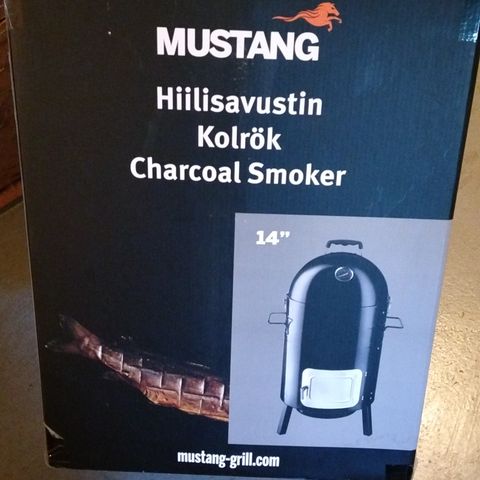 MUSTANG
Hiilisavustin
Kolrök
Charcoal Smoker
14”
mustang-grill.com